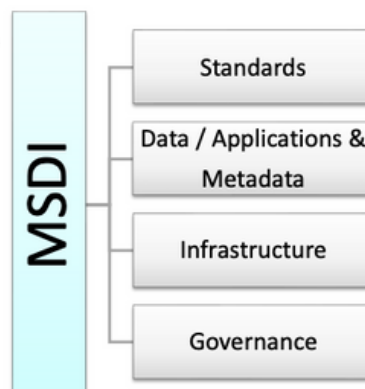 MSDI
Standards
Data / Applications &
Metadata
Infrastructure
Governance